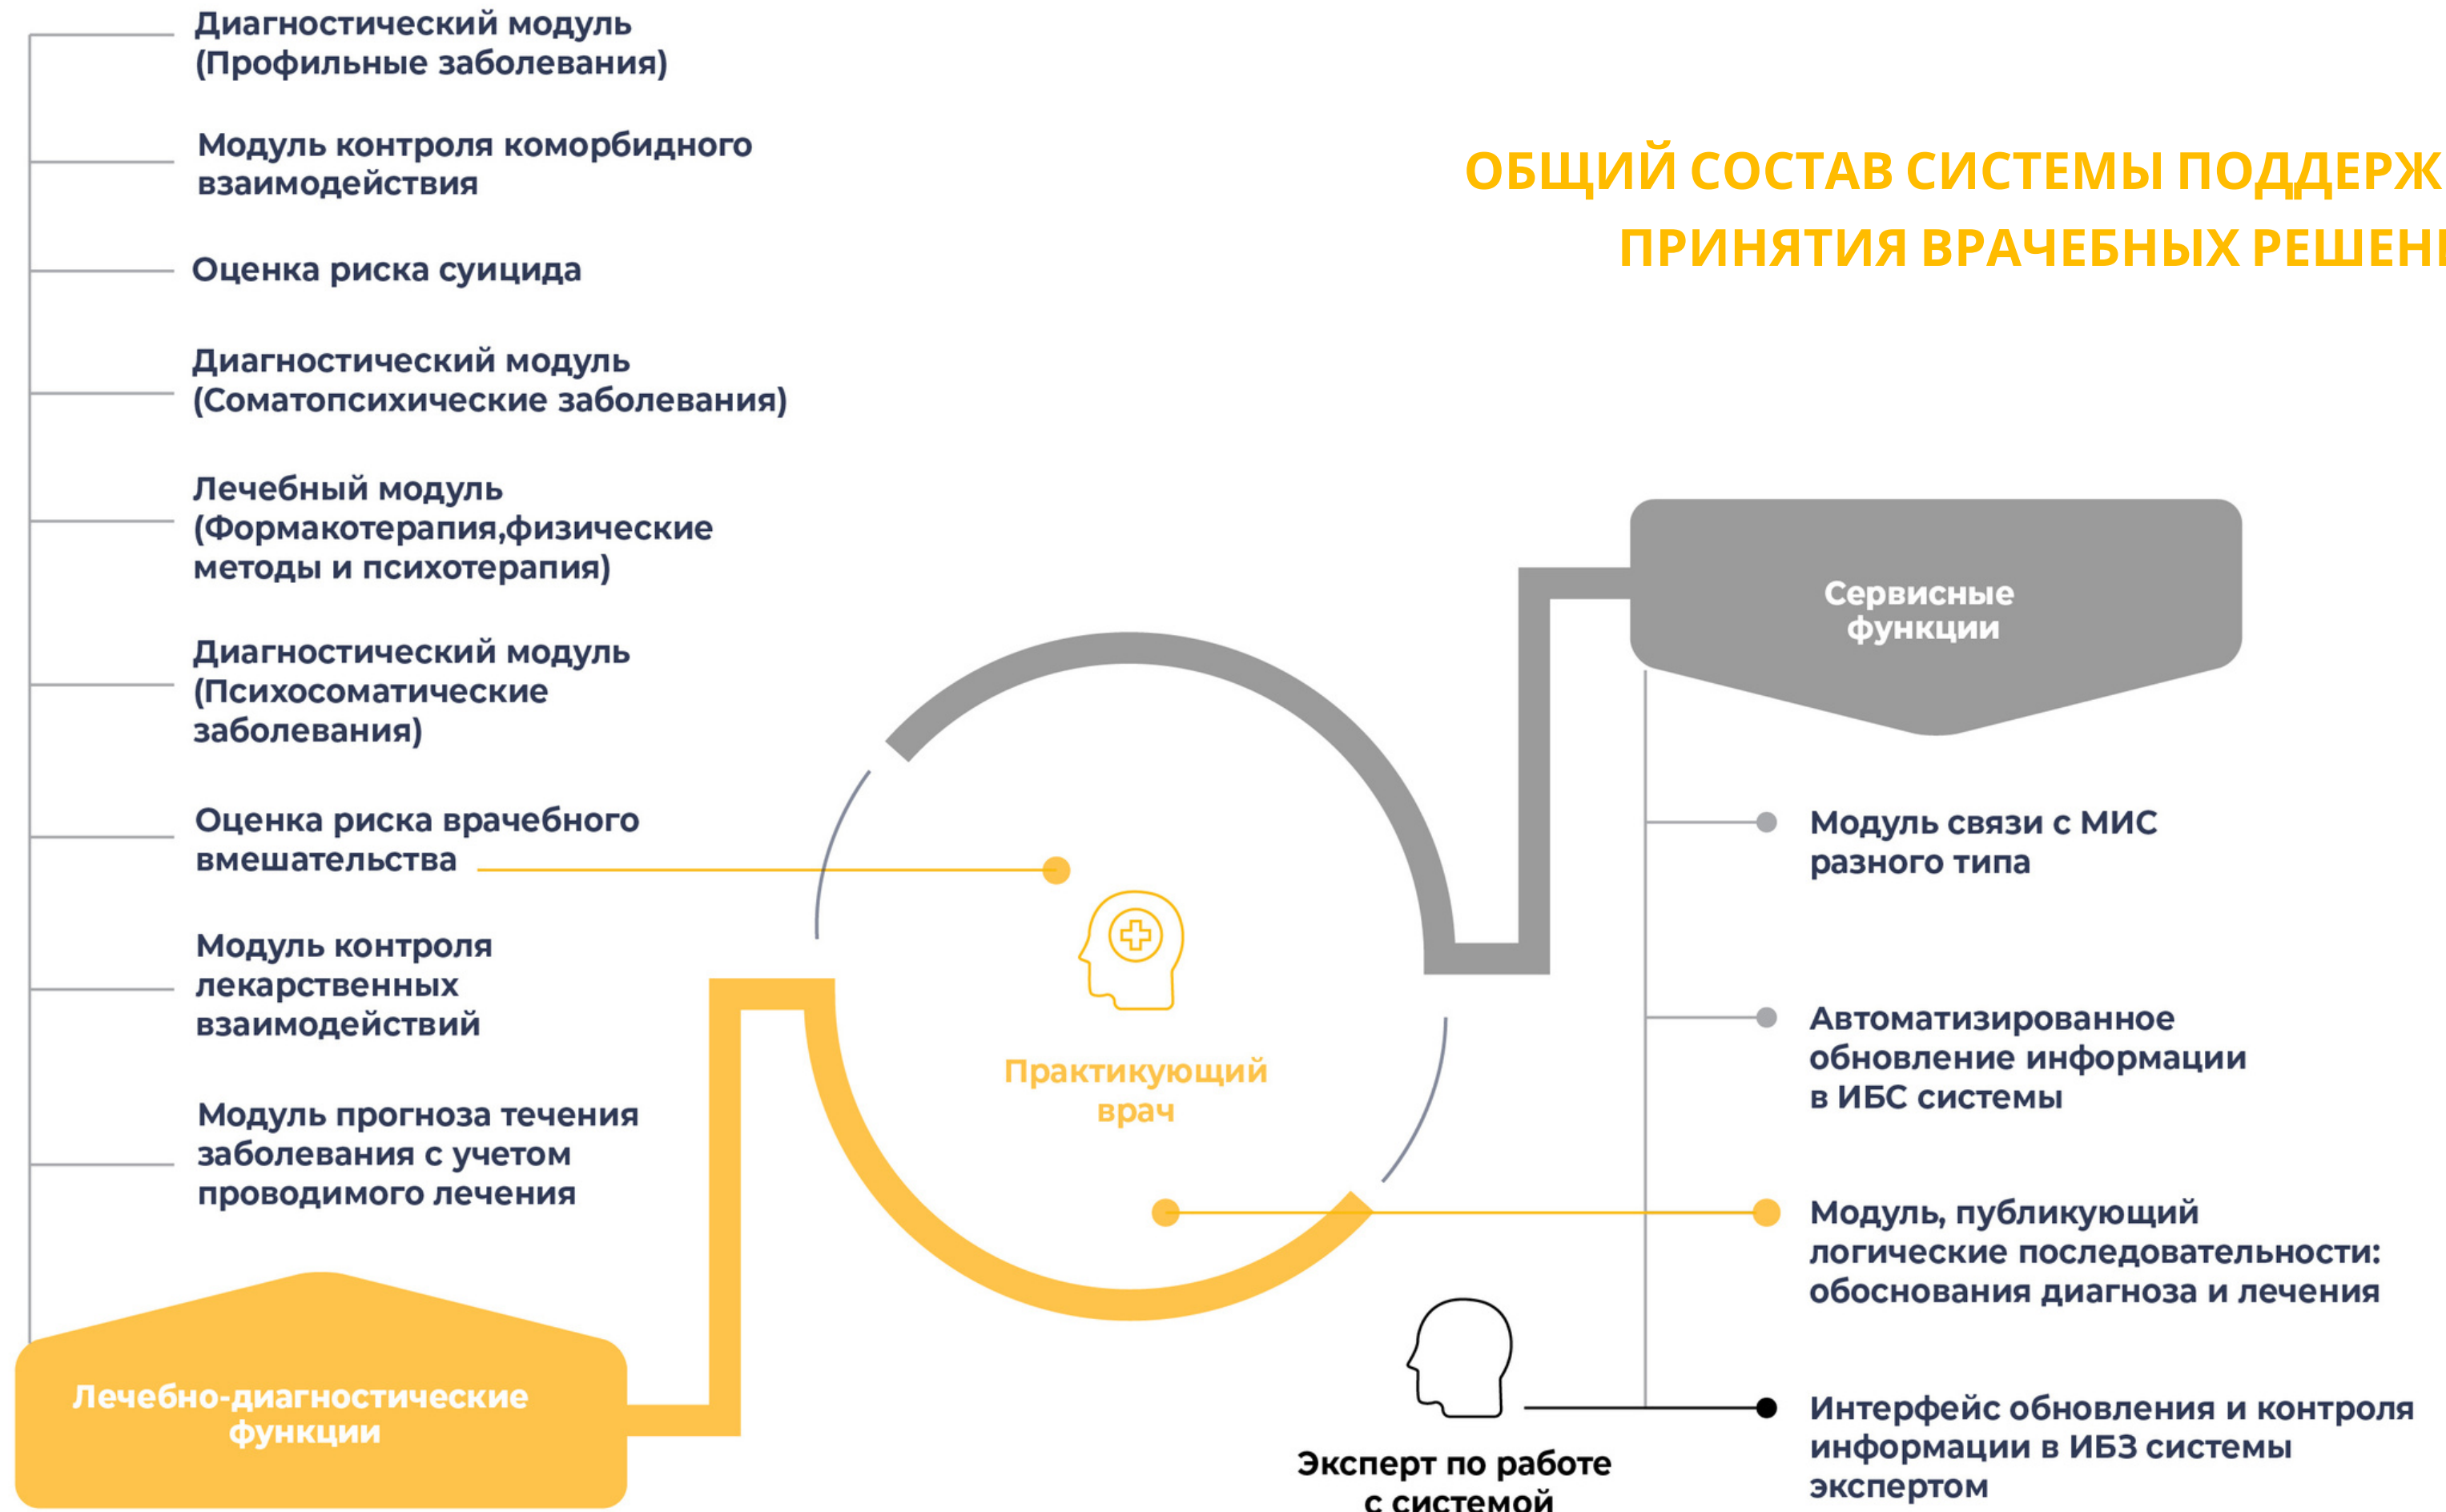 Диагностический модуль
(Профильные заболевания)
Модуль контроля коморбидного
взаимодействия
Оценка риска суицида
Диагностический модуль
(Соматопсихические заболевания)
Лечебный модуль
(Формакотерапия,физические
методы и психотерапия)
Диагностический модуль
(Психосоматические
заболевания)
Оценка риска врачебного
вмешательства
Модуль контроля
лекарственных
взаимодействий
Модуль прогноза течения
заболевания с учетом
проводимого лечения
Лечебно-диагностические
функции
Практикующий
врач
ОБЩИЙ СОСТАВ СИСТЕМЫ ПОДДЕРЖ
ПРИНЯТИЯ ВРАЧЕБНЫХ
Сервисные
функции
Модуль связи с МИС
разного типа
Автоматизированное
обновление информации
в ИБС системы
Модуль, публикующий
логические последовательности:
обоснования диагноза и лечения
Интерфейс обновления и контроля
информации в ИБЗ системы
экспертом
Эксперт по работе
с системой